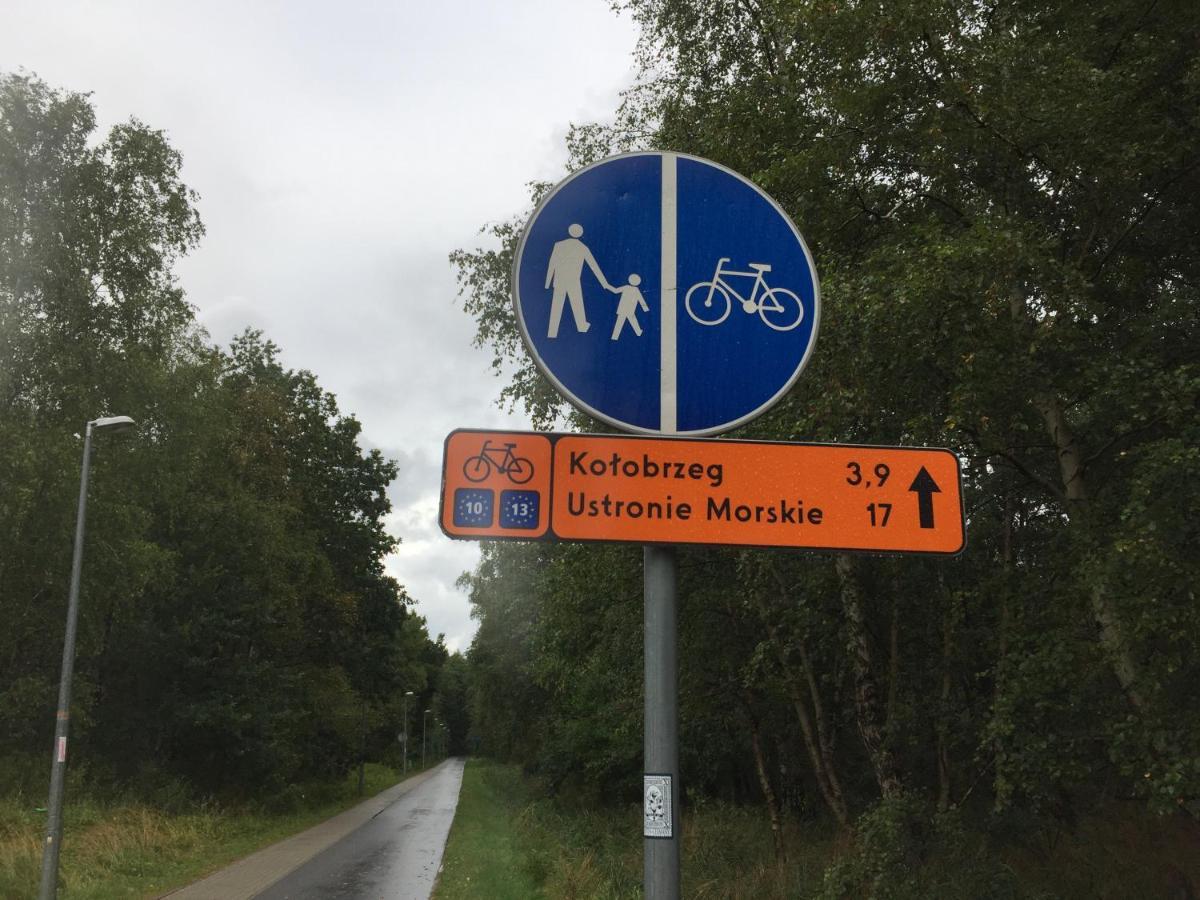 Kołobrzeg 3,9
Ustronie Morskie 17
10 13